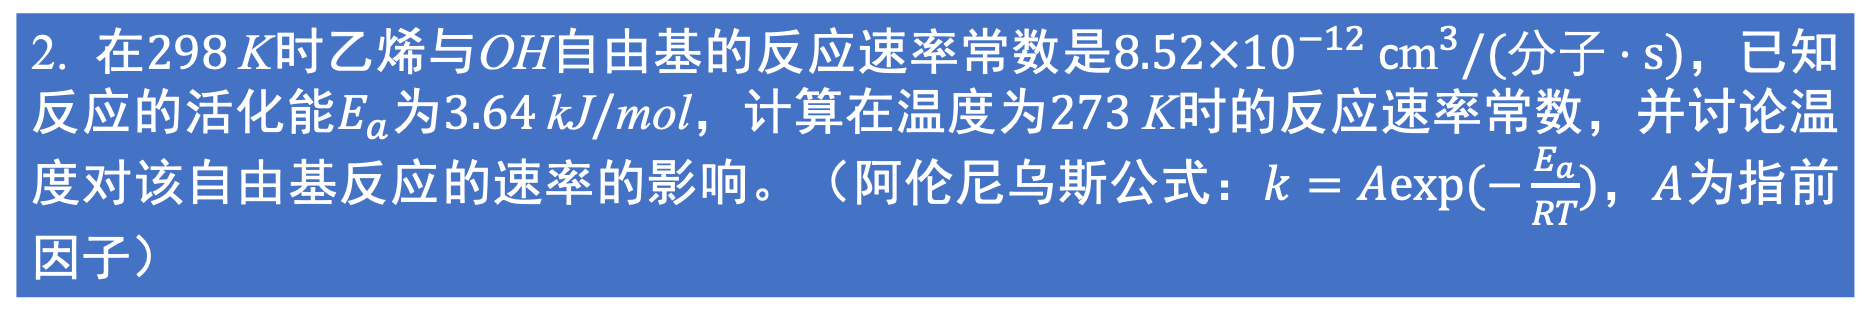 2. 在298 K时乙烯与OH自由基的反应速率常数是8.52×10⁻¹² cm³/(分子 · s)，已知
反应的活化能Eₐ为3.64 kJ/mol，计算在温度为273 K时的反应速率常数，并讨论温
度对该自由基反应的速率的影响。（阿伦尼乌斯公式：k = Aexp(−Eₐ/RT)，A为指前
因子）